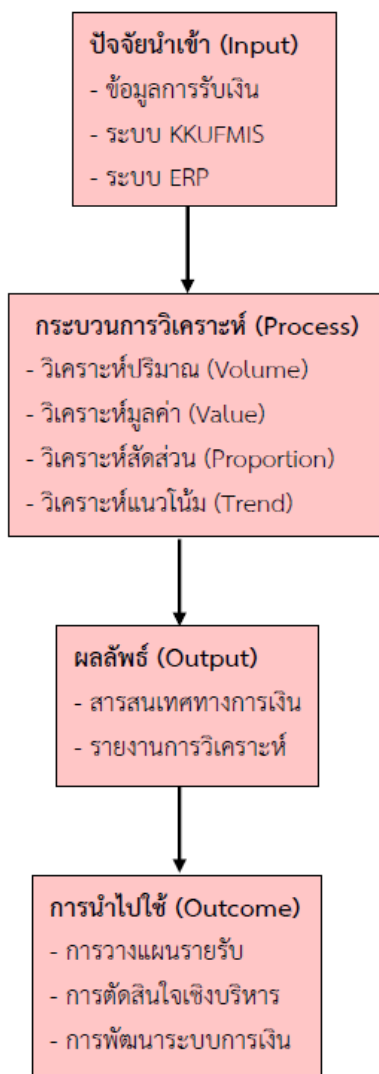 ปัจจัยนำเข้า (Input)
- ข้อมูลการรับเงิน
- ระบบ KKUFMIS
- ระบบ ERP
กระบวนการวิเคราะห์ (Process)
- วิเคราะห์ปริมาณ (Volume)
- วิเคราะห์มูลค่า (Value)
- วิเคราะห์สัดส่วน (Proportion)
- วิเคราะห์แนวโน้ม (Trend)
ผลลัพธ์ (Output)
- สารสนเทศทางการเงิน
- รายงานการวิเคราะห์
การนำไปใช้ (Outcome)
- การวางแผนรายรับ
- การตัดสินใจเชิงบริหาร
- การพัฒนาระบบการเงิน